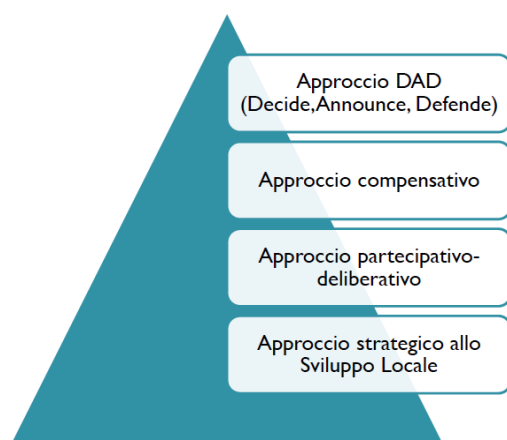 Approccio DAD
(Decide,Announce, Defende)
Approccio compensativo
Approccio partecipativo-
deliberativo
Approccio strategico allo
Sviluppo Locale